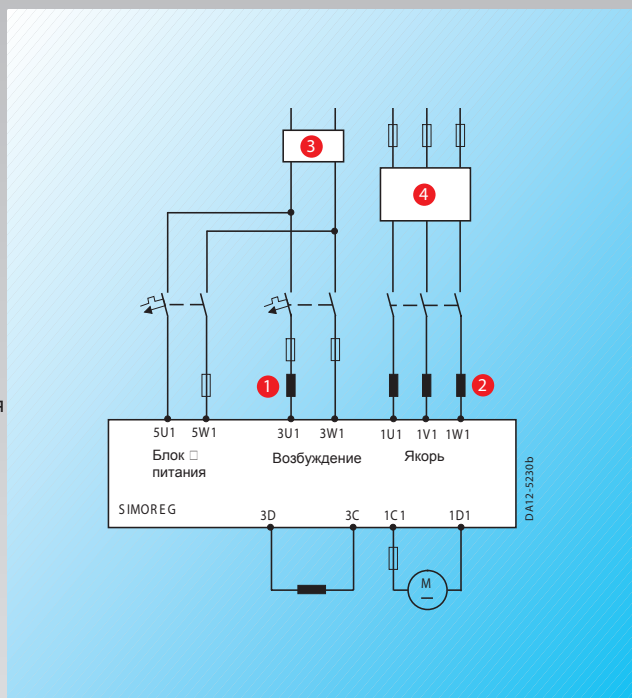 3
4
1
2
я
5U1 5W1 3U1 3W1 1U1 1V1 1W1
Блок □
питания
Возбуждение
Якорь
SIMOREG
DA12-5230b
3D 3C 1C1 1D1
M